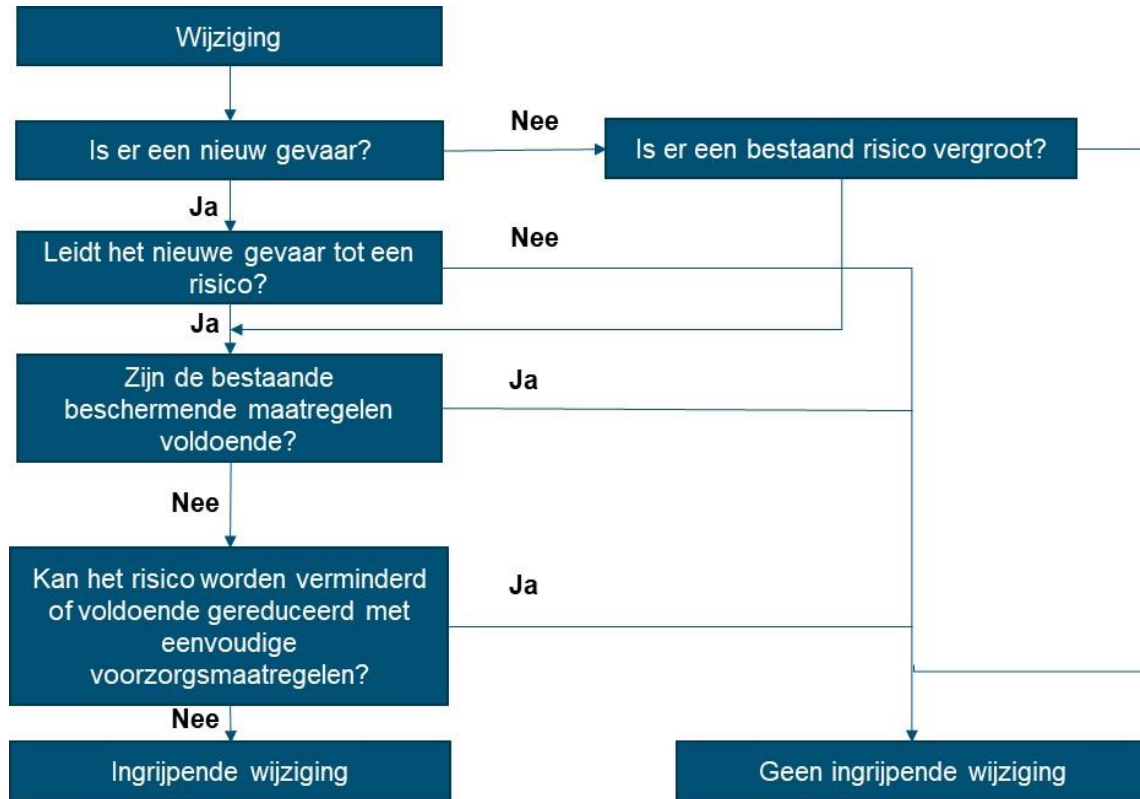 Wijziging
Is er een nieuw gevaar?
Nee
Is er een bestaand risico vergroot?
Ja
Leidt het nieuwe gevaar tot een
risico?
Nee
Ja
Zijn de bestaande
beschermende maatregelen
voldoende?
Ja
Nee
Kan het risico worden verminderd
of voldoende gereduceerd met
eenvoudige
voorzorgsmaatregelen?
Ja
Nee
Ingrijpende wijziging
Geen ingrijpende wijziging